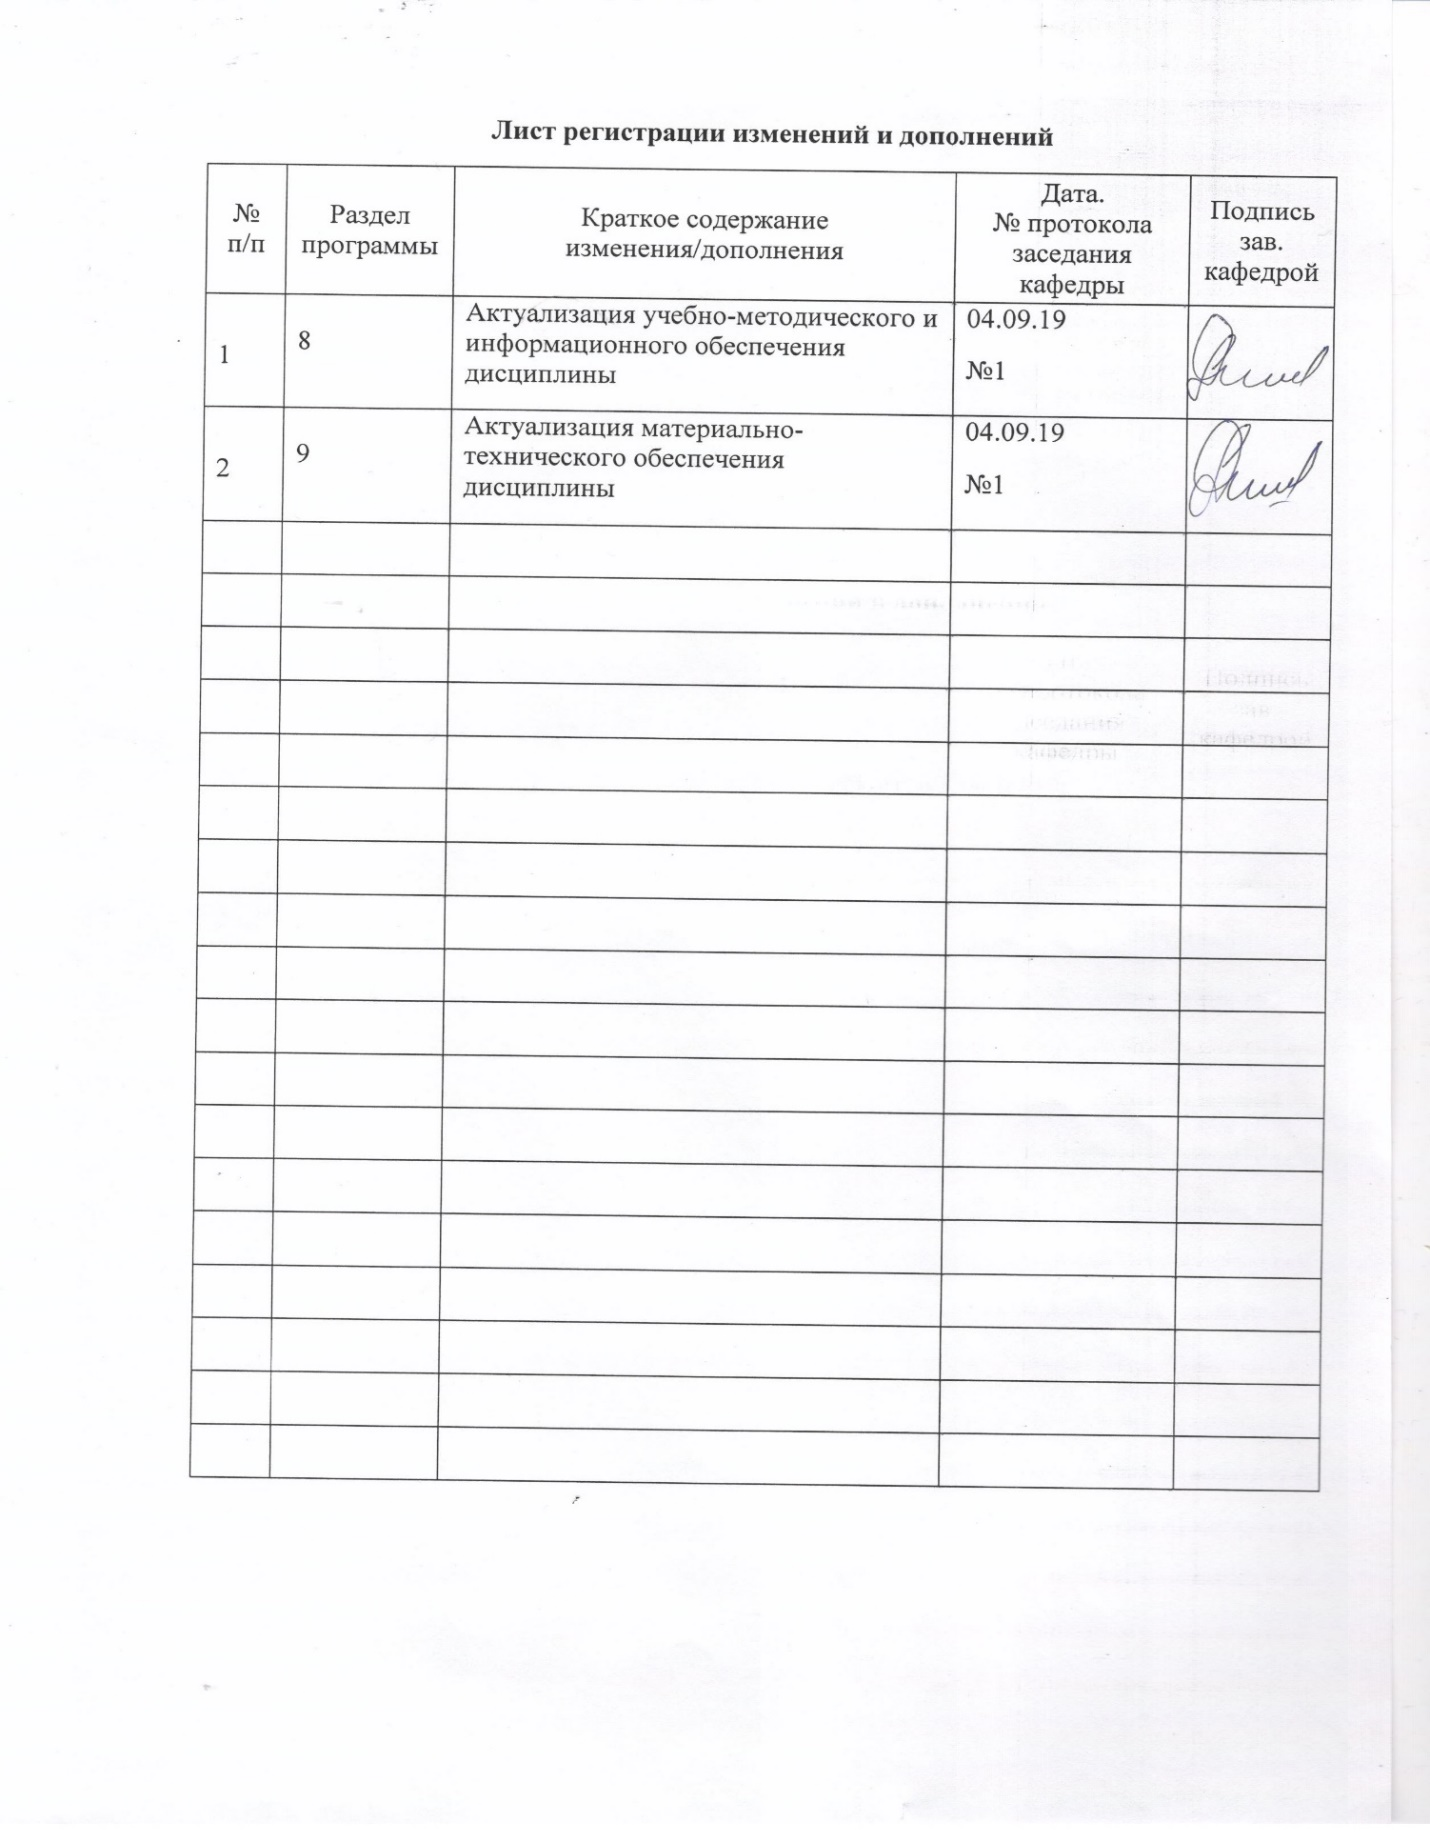 Лист регистрации изменений и дополнений
№
п/п
Раздел
программы
Краткое содержание
изменения/дополнения
Дата.
№ протокола
заседания
кафедры
Подпись
зав.
кафедрой
1
8
Актуализация учебно-методического и
информационного обеспечения
дисциплины
04.09.19
№1
2
9
Актуализация материально-
технического обеспечения
дисциплины
04.09.19
№1